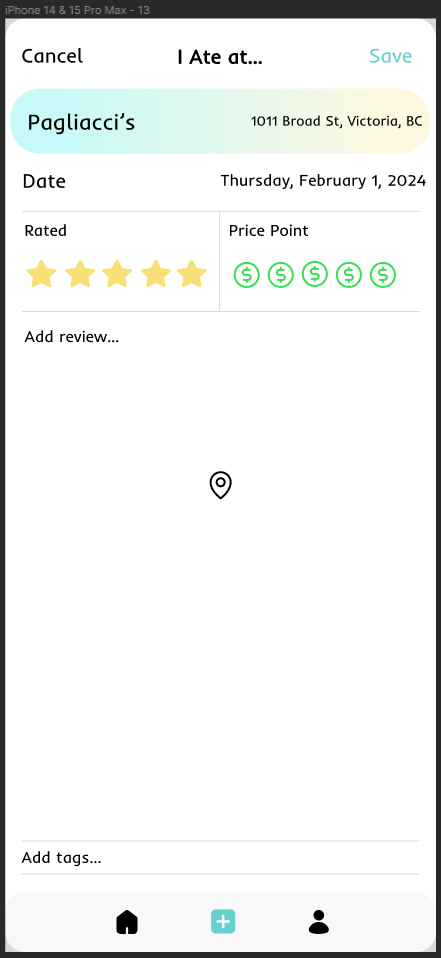 iPhone 14 & 15 Pro Max - 13
Cancel I Ate at... Save
Pagliacci's 1011 Broad St, Victoria, BC
Date Thursday, February 1, 2024
Rated Price Point
$ $ $ $ $
Add review...
Add tags...